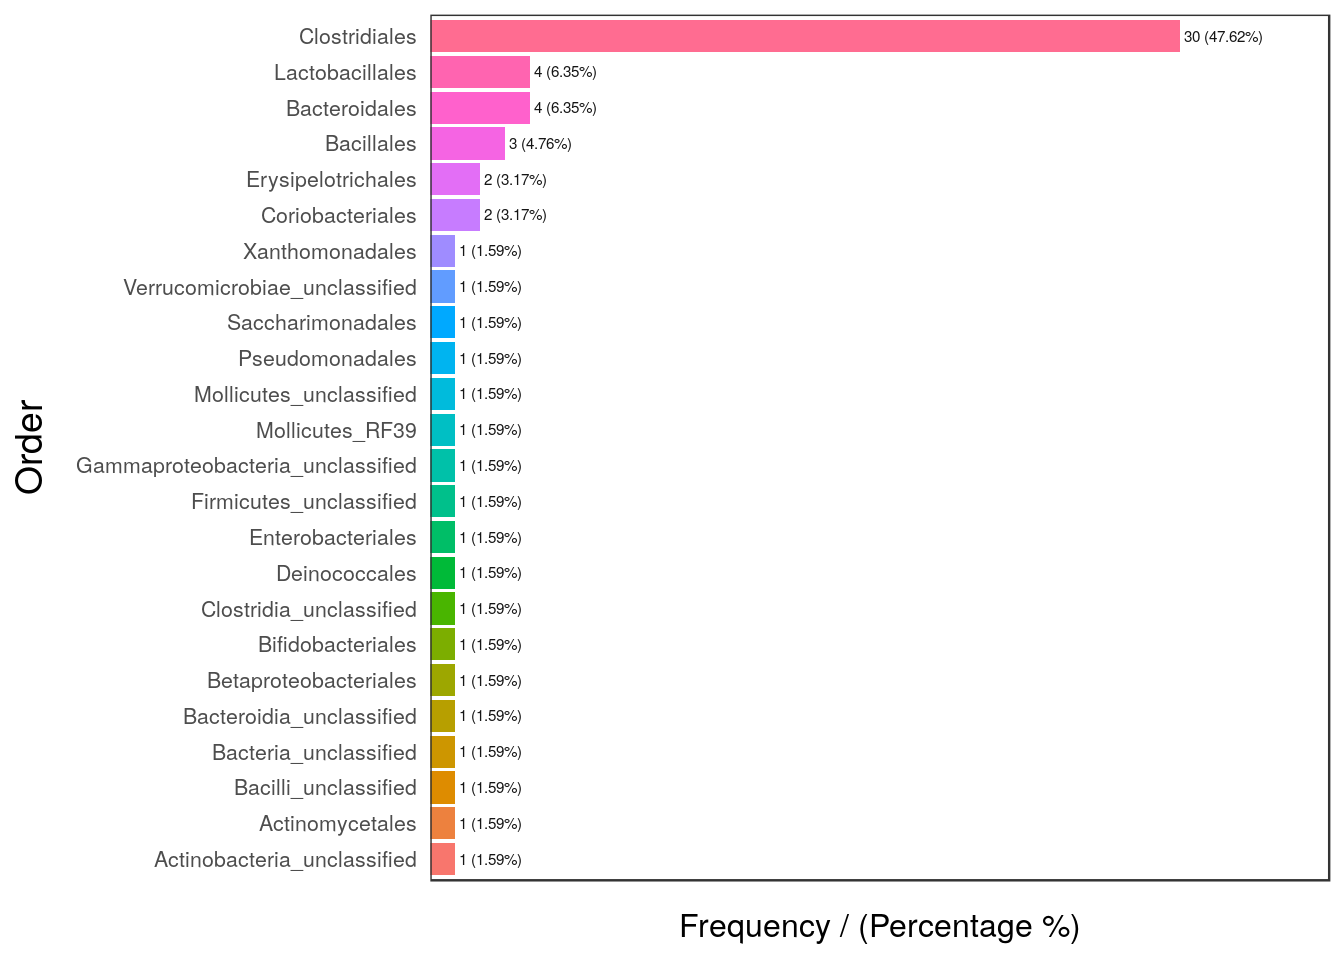 Clostridiales 30 (47.62%)
Lactobacillales 4 (6.35%)
Bacteroidales 4 (6.35%)
Bacillales 3 (4.76%)
Erysipelotrichales 2 (3.17%)
Coriobacteriales 2 (3.17%)
Xanthomonadales 1 (1.59%)
Verrucomicrobiae_unclassified 1 (1.59%)
Saccharimonadales 1 (1.59%)
Pseudomonadales 1 (1.59%)
Mollicutes_unclassified 1 (1.59%)
Mollicutes_RF39 1 (1.59%)
Gammaproteobacteria_unclassified 1 (1.59%)
Firmicutes_unclassified 1 (1.59%)
Enterobacteriales 1 (1.59%)
Deinococcales 1 (1.59%)
Clostridia_unclassified 1 (1.59%)
Bifidobacteriales 1 (1.59%)
Betaproteobacteriales 1 (1.59%)
Bacteroidia_unclassified 1 (1.59%)
Bacteria_unclassified 1 (1.59%)
Bacilli_unclassified 1 (1.59%)
Actinomycetales 1 (1.59%)
Actinobacteria_unclassified 1 (1.59%)
Order
Frequency / (Percentage %)